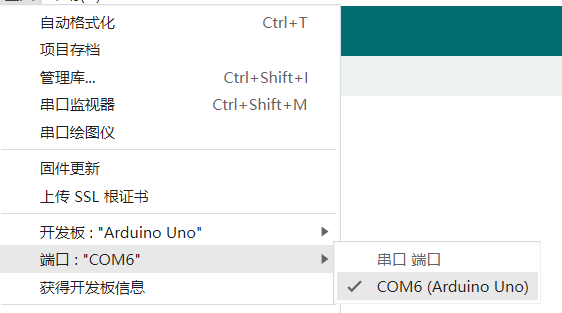 自动格式化 Ctrl+T
项目存档
管理库... Ctrl+Shift+I
串口监视器 Ctrl+Shift+M
串口绘图仪
固件更新
上传 SSL 根证书
开发板 : "Arduino Uno"
端口 : "COM6"
串口 端口
获得开发板信息
COM6 (Arduino Uno)